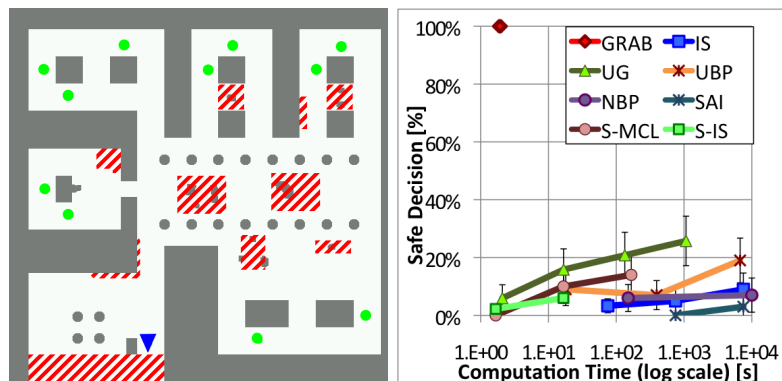 100%
80%
60%
40%
20%
0%
Safe Decision [%]
GRAB IS
UG UBP
NBP SAI
S-MCL S-IS
1.E+00 1.E+01 1.E+02 1.E+03 1.E+04
Computation Time (log scale) [s]